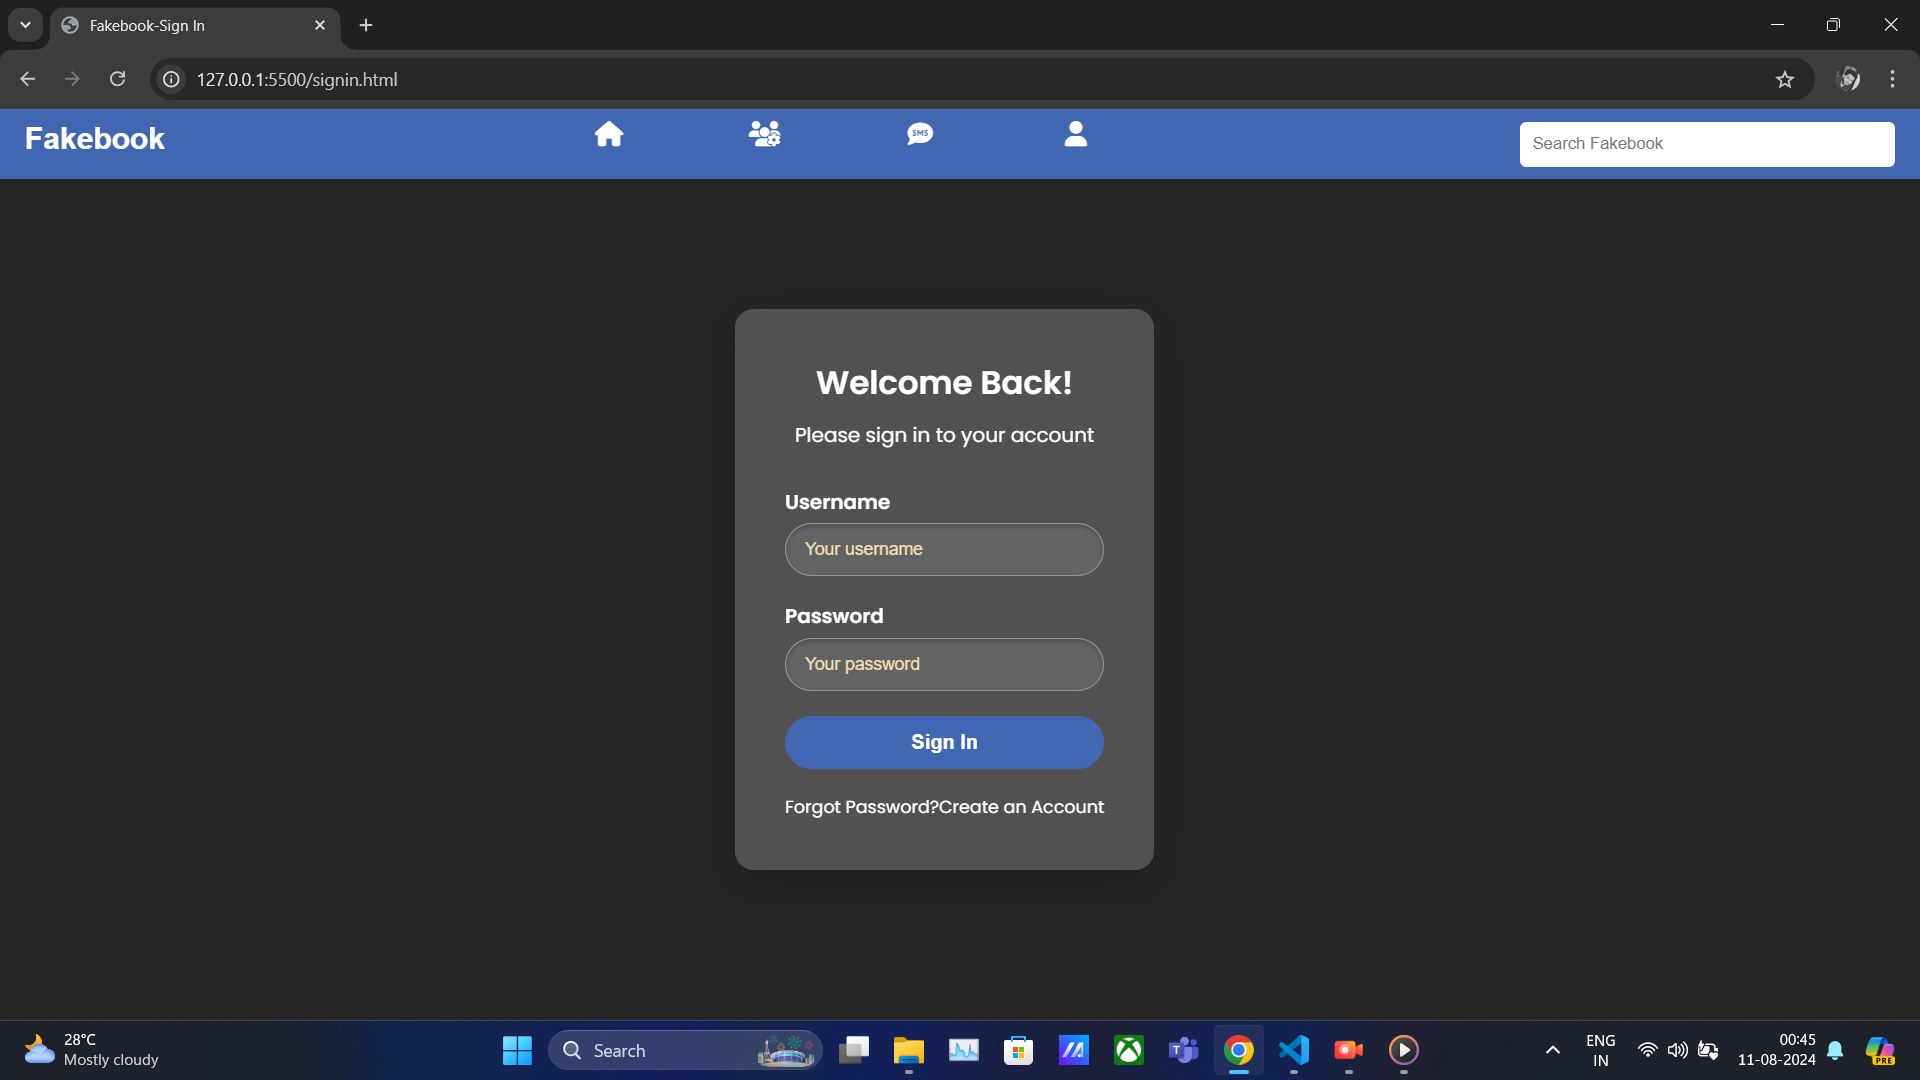 Fakebook-Sign In
127.0.0.1:5500/signin.html
Fakebook
SMS
Search Fakebook
Welcome Back!
Please sign in to your account
Username
Your username
Password
Your password
Sign In
Forgot Password?Create an Account
28°C
Mostly cloudy
Search
T
ENG
IN
00:45
11-08-2024
PRE